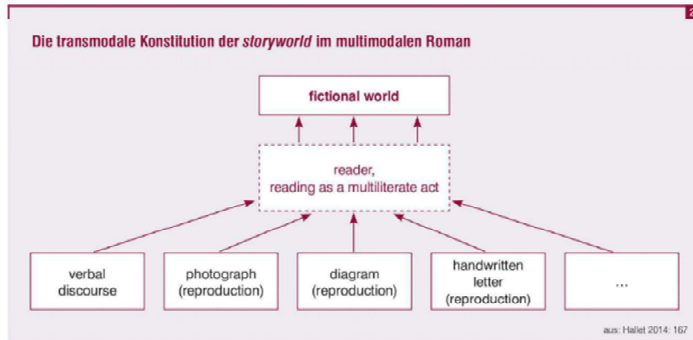 2
Die transmodale Konstitution der storyworld im multimodalen Roman
fictional world
reader,
reading as a multiliterate act
verbal
discourse
photograph
(reproduction)
diagram
(reproduction)
handwritten
letter
(reproduction)
...
aus: Hallet 2014: 167